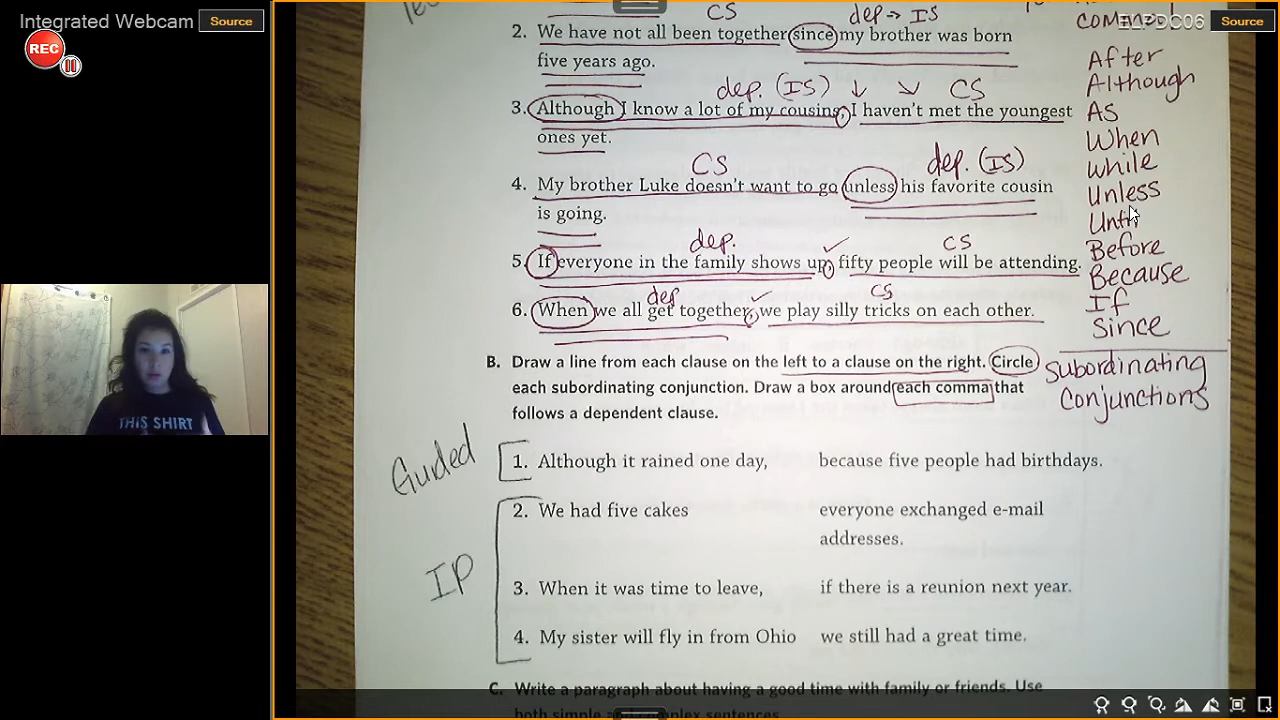 Integrated Webcam Source
REC
Source
CS dep→ IS
2. We have not all been together since my brother was born
five years ago.
dep. (IS) ↓ ↘ CS
3. Although I know a lot of my cousins, I haven't met the youngest
ones yet.
CS dep. (IS)
4. My brother Luke doesn't want to go unless his favorite cousin
is going.
dep. ✓ CS
5. If everyone in the family shows up, fifty people will be attending.
dep ✓ CS
6. When we all get together, we play silly tricks on each other.
After
Although
As
When
while
Unless
Until
Before
Because
If
Since
subordinating
conjunctions
B. Draw a line from each clause on the left to a clause on the right. Circle
each subordinating conjunction. Draw a box around each comma that
follows a dependent clause.
Guided
1. Although it rained one day, because five people had birthdays.
IP
2. We had five cakes everyone exchanged e-mail
addresses.
3. When it was time to leave, if there is a reunion next year.
4. My sister will fly in from Ohio we still had a great time.
C. Write a paragraph about having a good time with family or friends. Use
both simple and complex sentences
THIS SHIRT